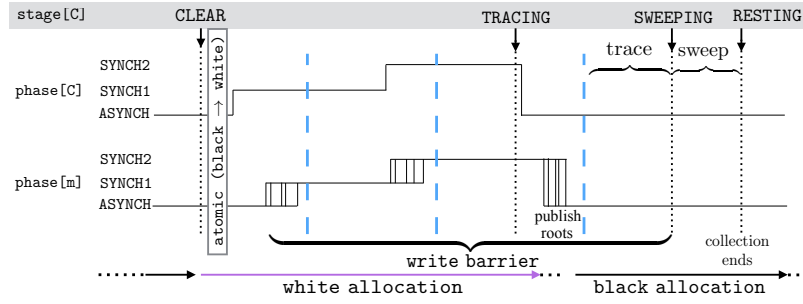 stage[C] CLEAR TRACING SWEEPING RESTING
atomic (black → white)
trace sweep
SYNCH2
phase[C] SYNCH1
ASYNCH
SYNCH2
phase[m] SYNCH1
ASYNCH
publish
roots
write barrier
collection
ends
white allocation
black allocation